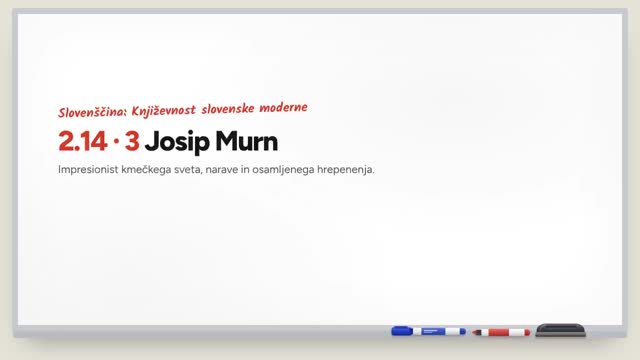 Slovenščina: Književnost slovenske moderne
2.14 · 3 Josip Murn
Impresionist kmečkega sveta, narave in osamljenega hrepenenja.